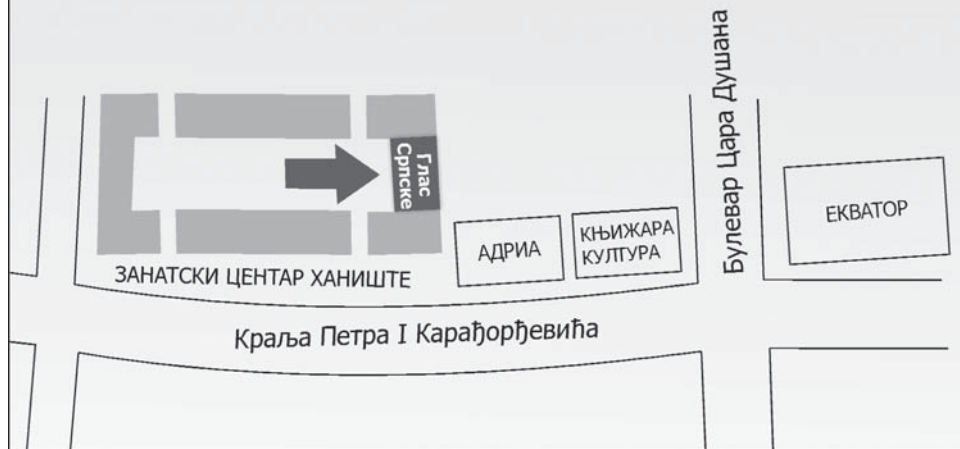 Булевар Цара Душана
Глас
Српске
ЕКВАТОР
АДРИА
КЊИЖАРА
КУЛТУРА
ЗАНАТСКИ ЦЕНТАР ХАНИШТЕ
Краља Петра I Карађорђевића